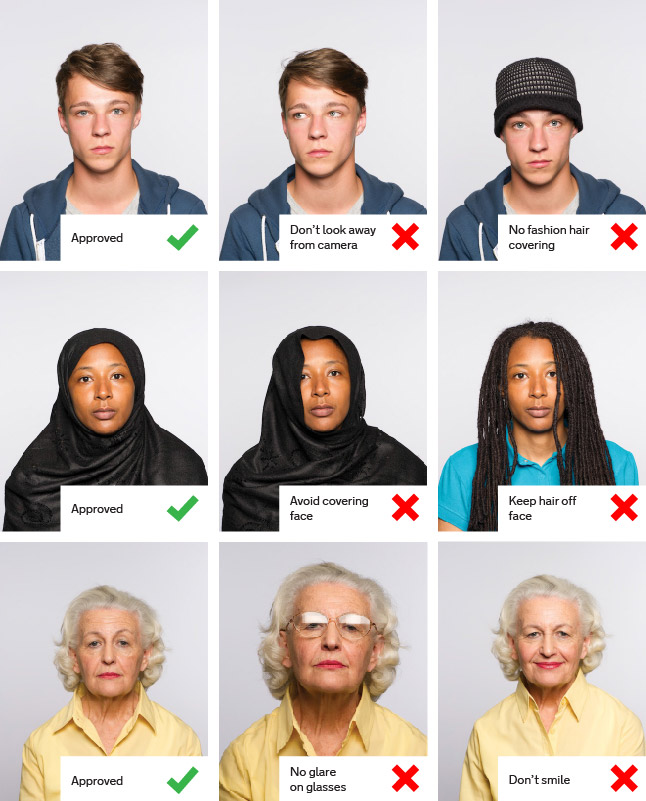 Approved
Don’t look away
from camera
No fashion hair
covering
Approved
Avoid covering
face
Keep hair off
face
Approved
No glare
on glasses
Don’t smile